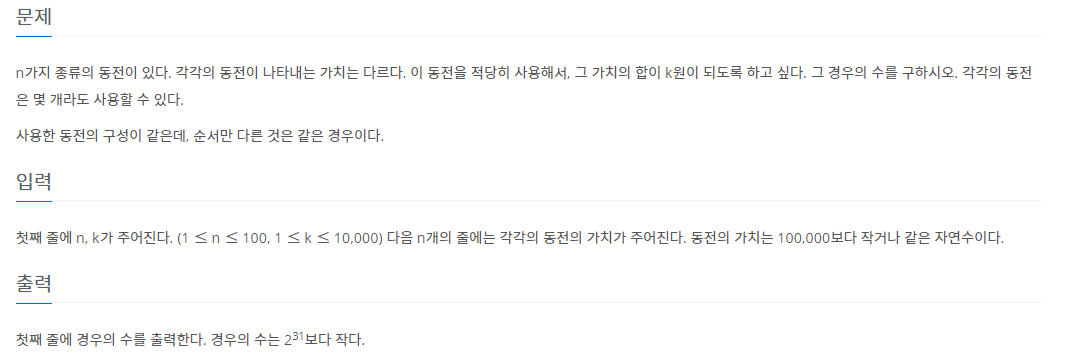 문제
n가지 종류의 동전이 있다. 각각의 동전이 나타내는 가치는 다르다. 이 동전을 적당히 사용해서, 그 가치의 합이 k원이 되도록 하고 싶다. 그 경우의 수를 구하시오. 각각의 동전
은 몇 개라도 사용할 수 있다.
사용한 동전의 구성이 같은데, 순서만 다른 것은 같은 경우이다.
입력
첫째 줄에 n, k가 주어진다. (1 ≤ n ≤ 100, 1 ≤ k ≤ 10,000) 다음 n개의 줄에는 각각의 동전의 가치가 주어진다. 동전의 가치는 100,000보다 작거나 같은 자연수이다.
출력
첫째 줄에 경우의 수를 출력한다. 경우의 수는 2³¹보다 작다.